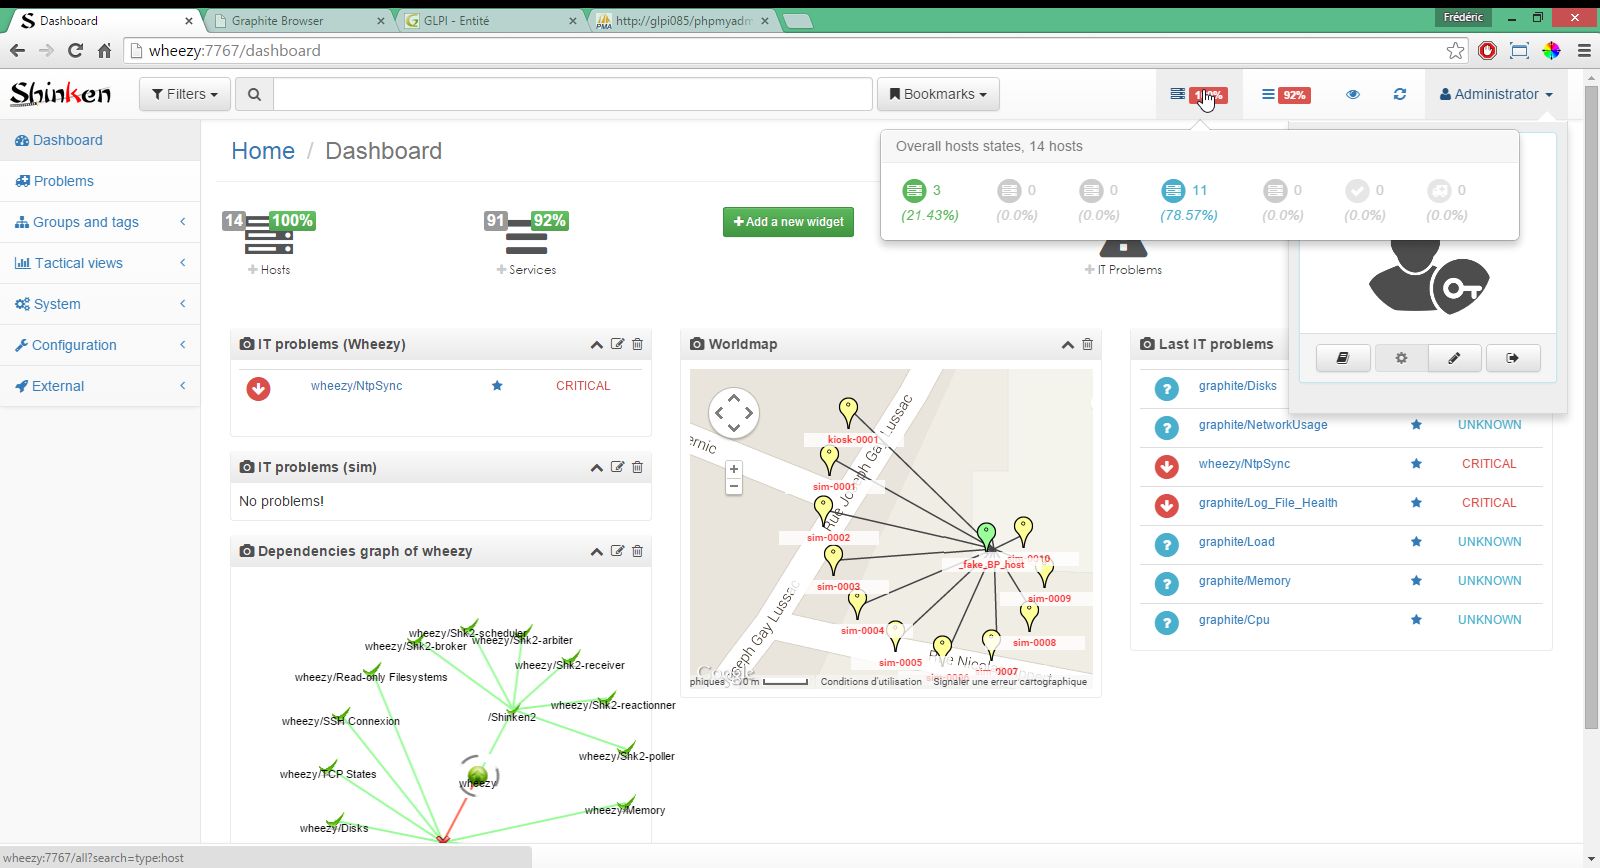 Dashboard
Graphite Browser
GLPI - Entité
http://glpi085/phpmyadm
Frédéric
wheezy:7767/dashboard
Shinken
Filters
Bookmarks
92%
Administrator
Dashboard
Problems
Groups and tags
Tactical views
System
Configuration
External
Home / Dashboard
Overall hosts states, 14 hosts
3 0 0 11 0 0 0
(21.43%) (0.0%) (0.0%) (78.57%) (0.0%) (0.0%) (0.0%)
14 100%
Hosts
91 92%
Services
Add a new widget
IT Problems
IT problems (Wheezy)
wheezy/NtpSync CRITICAL
IT problems (sim)
No problems!
Dependencies graph of wheezy
wheezy/Shk2-scheduler
wheezy/Shk2-arbiter
wheezy/Shk2-broker
wheezy/Shk2-receiver
wheezy/Read-only Filesystems
wheezy/Shk2-reactionner
/Shinken2
wheezy/SSH Connexion
wheezy/Shk2-poller
wheezy/TCP States
wheezy
wheezy/Memory
wheezy/Disks
Worldmap
kiosk-0001
sim-0001
sim-0002
sim-0003
sim-0004
sim-0005
sim-0007
sim-0008
sim-0009
sim-0010
_fake_BP_host
ernic
Rue Joseph Gay Lussac
seph Gay Lussac
Rue Nicol
Google
phiques
Conditions d'utilisation
Signaler une erreur cartographique
Last IT problems
graphite/Disks
graphite/NetworkUsage UNKNOWN
wheezy/NtpSync CRITICAL
graphite/Log_File_Health CRITICAL
graphite/Load UNKNOWN
graphite/Memory UNKNOWN
graphite/Cpu UNKNOWN
wheezy:7767/all?search=type:host